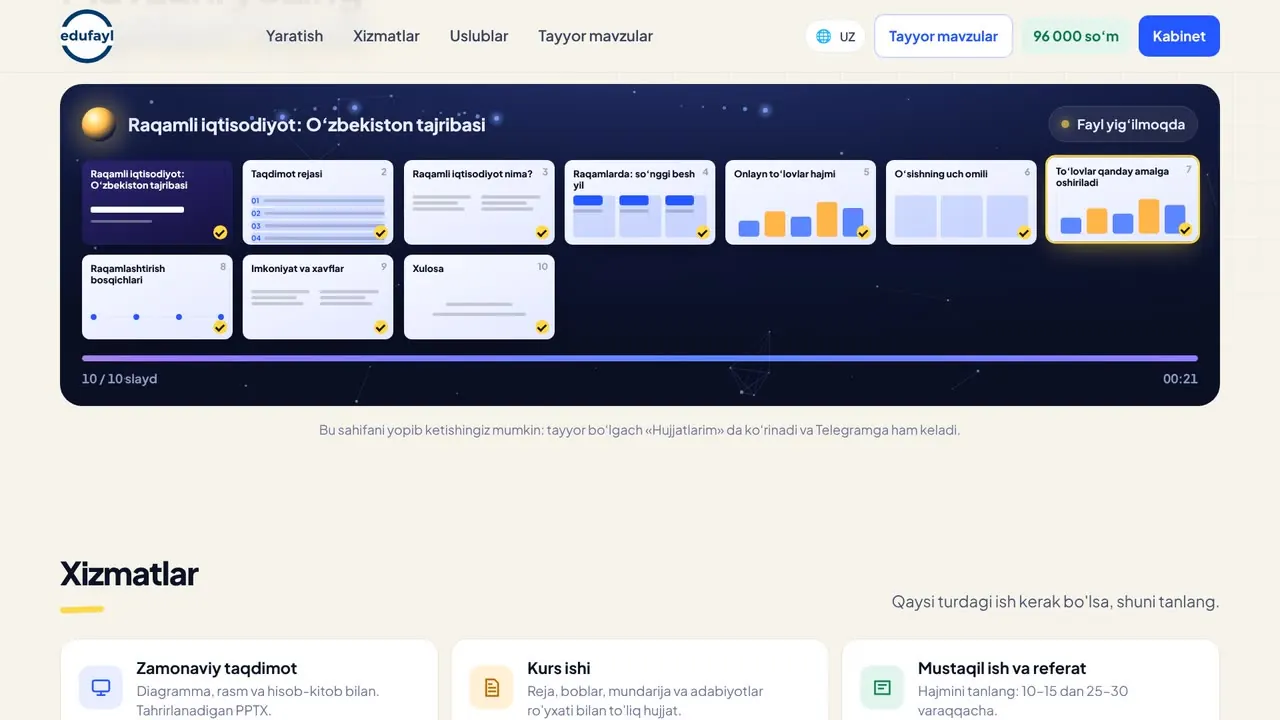 edufayl
Yaratish
Xizmatlar
Uslublar
Tayyor mavzular
UZ
Tayyor mavzular
96 000 so‘m
Kabinet
Raqamli iqtisodiyot: O‘zbekiston tajribasi
Fayl yig‘ilmoqda
Raqamli iqtisodiyot:
O‘zbekiston tajribasi
Taqdimot rejasi
2
01
02
03
04
Raqamli iqtisodiyot nima?
3
Raqamlarda: so‘nggi besh
yil
4
Onlayn to‘lovlar hajmi
5
O‘sishning uch omili
6
To‘lovlar qanday amalga
oshiriladi
7
Raqamlashtirish
bosqichlari
8
Imkoniyat va xavflar
9
Xulosa
10
10 / 10 slayd
00:21
Bu sahifani yopib ketishingiz mumkin: tayyor bo‘lgach «Hujjatlarim» da ko‘rinadi va Telegramga ham keladi.
Xizmatlar
Qaysi turdagi ish kerak bo'lsa, shuni tanlang.
Zamonaviy taqdimot
Diagramma, rasm va hisob-kitob bilan.
Tahrirlanadigan PPTX.
Kurs ishi
Reja, boblar, mundarija va adabiyotlar
ro'yxati bilan to'liq hujjat.
Mustaqil ish va referat
Hajmini tanlang: 10–15 dan 25–30
varaqqacha.